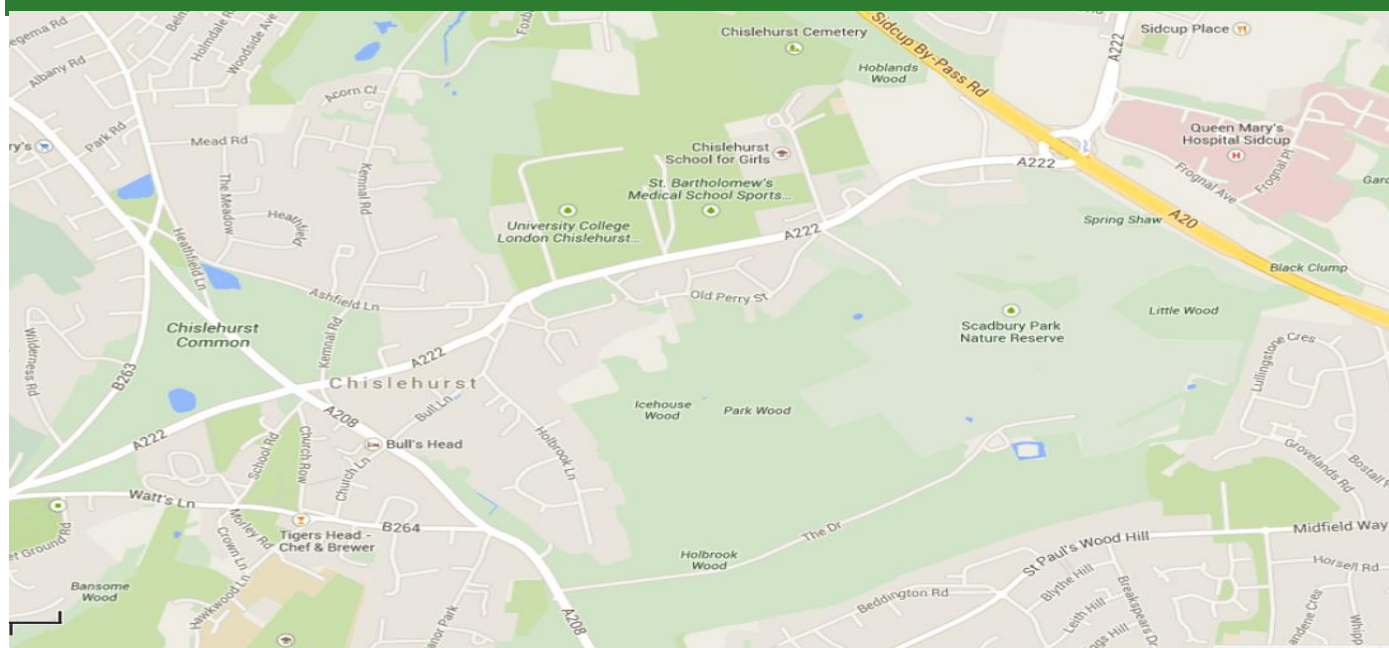 Holmdale Rd
Woodside Ave
Albany Rd
Park Rd
Mead Rd
The Meadow
Heathfield
Heathfield Ln
Acorn Cl
Kemnal Rd
Chislehurst Cemetery
Hoblands
Wood
Sidcup By-Pass Rd
A222
Sidcup Place
Queen Mary's
Hospital Sidcup
Frognal Ave
Frognal Pl
Chislehurst
School for Girls
St. Bartholomew's
Medical School Sports...
University College
London Chislehurst...
A222
A222
A20
Spring Shaw
Black Clump
Little Wood
Scadbury Park
Nature Reserve
Old Perry St
Ashfield Ln
Kemnal Rd
Chislehurst
Common
Wilderness Rd
B263
A222
Chislehurst
A208
Bull Ln
Bull's Head
Holbrook Ln
Icehouse
Wood
Park Wood
Lullingstone Cres
Grovelands Rd
A222
School Rd
Church Row
Church Ln
Watt's Ln
B264
Tigers Head -
Chef & Brewer
Morley Rd
Crown Ln
Hawkwood Ln
Bansome
Wood
Holbrook
Wood
The Dr
A208
St Paul's Wood Hill
Midfield Way
Horsell Rd
Beddington Rd
Blythe Hill
Leith Hill
Breakspears Dr